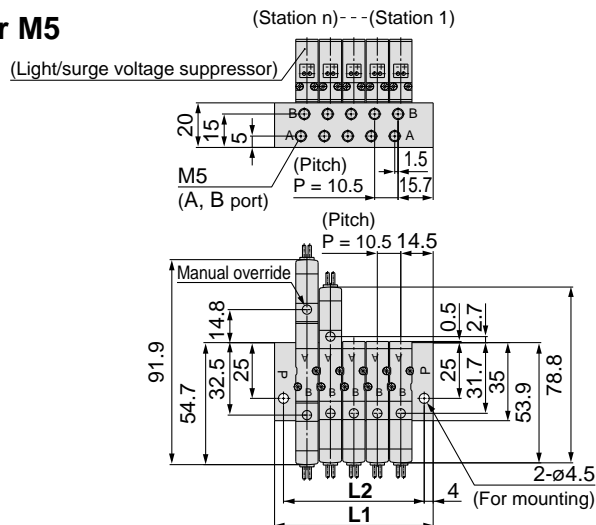 r M5
(Station n)---(Station 1)
(Light/surge voltage suppressor)
B B
A A
20
15
5
M5
(A, B port)
(Pitch)
P = 10.5
1.5
15.7
(Pitch)
P = 10.5 14.5
Manual override
91.9
54.7
14.8
32.5
25
P
A A A
B B B B
P
0.5
2.7
25
31.7
35
53.9
78.8
2-ø4.5
(For mounting)
L2
4
L1